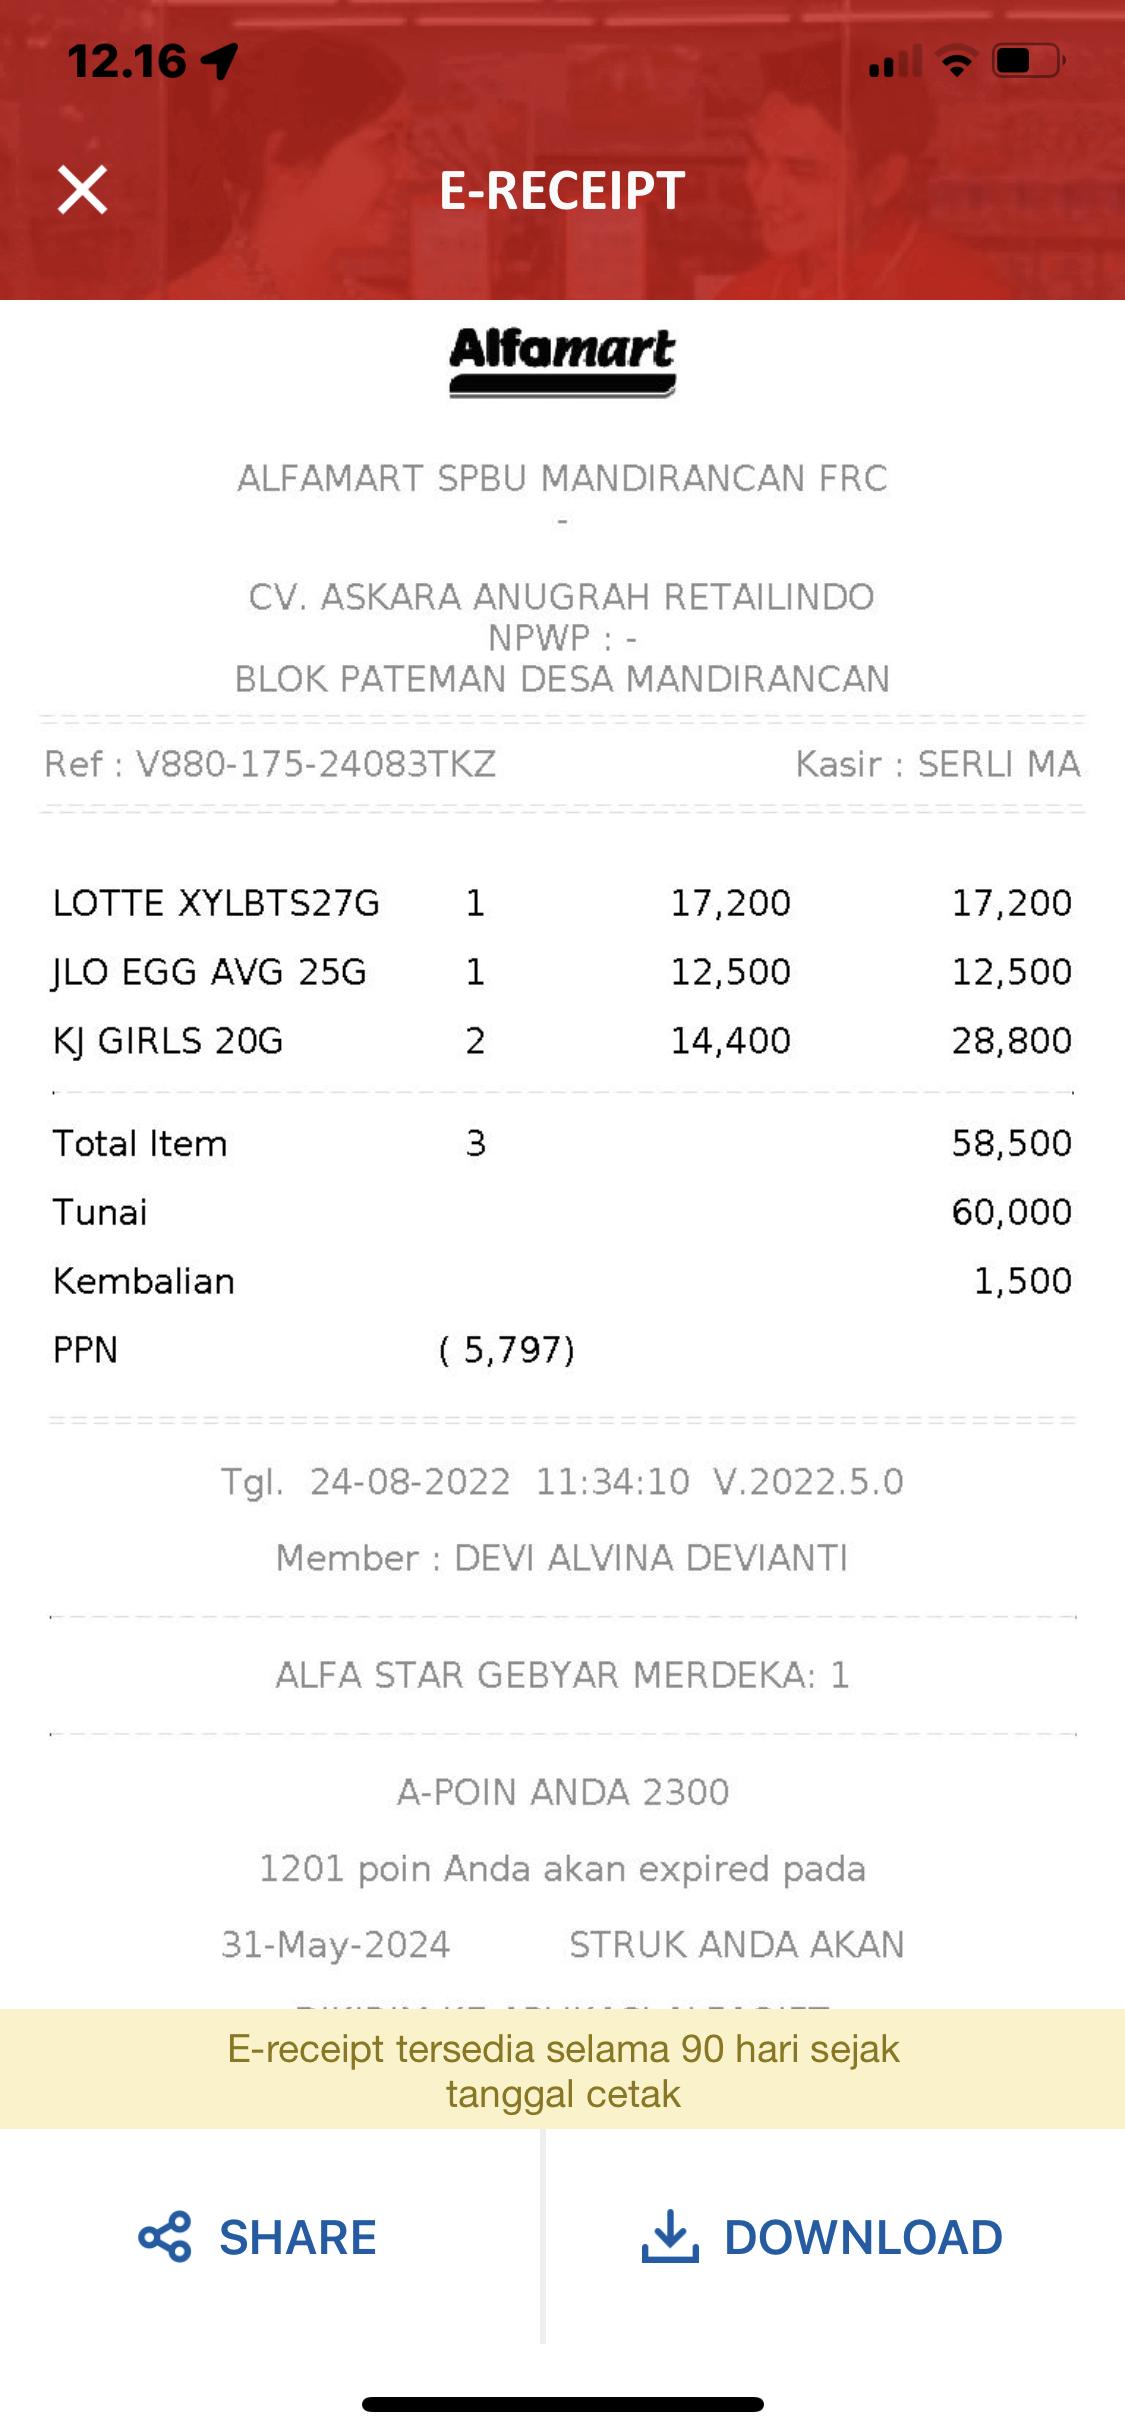 12.16
E-RECEIPT
Alfamart
ALFAMART SPBU MANDIRANCAN FRC
-
CV. ASKARA ANUGRAH RETAILINDO
NPWP : -
BLOK PATEMAN DESA MANDIRANCAN
Ref : V880-175-24083TKZ Kasir : SERLI MA
LOTTE XYLBTS27G 1 17,200 17,200
JLO EGG AVG 25G 1 12,500 12,500
KJ GIRLS 20G 2 14,400 28,800
Total Item 3 58,500
Tunai 60,000
Kembalian 1,500
PPN ( 5,797)
Tgl. 24-08-2022 11:34:10 V.2022.5.0
Member : DEVI ALVINA DEVIANTI
ALFA STAR GEBYAR MERDEKA: 1
A-POIN ANDA 2300
1201 poin Anda akan expired pada
31-May-2024 STRUK ANDA AKAN
E-receipt tersedia selama 90 hari sejak
tanggal cetak
SHARE DOWNLOAD